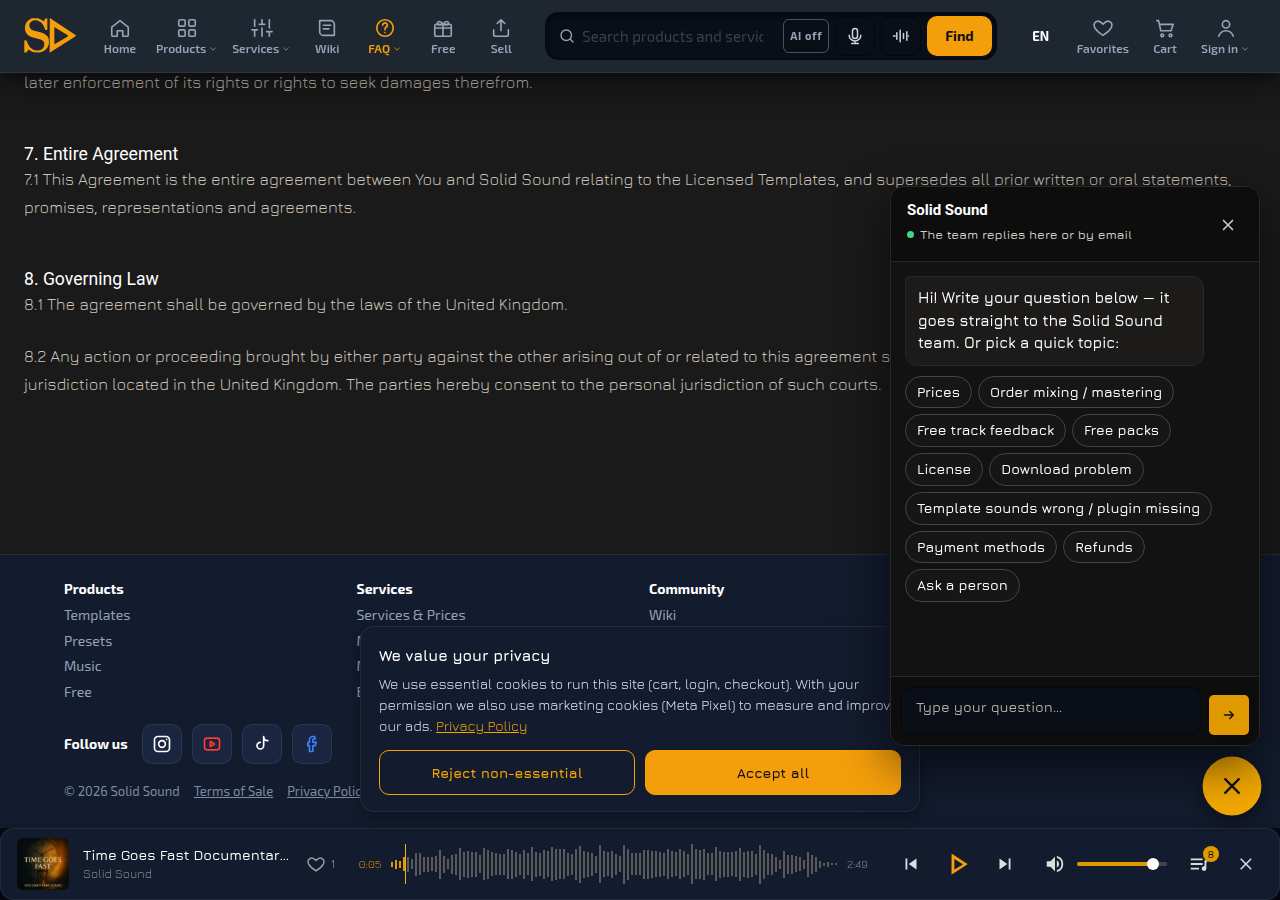 Home
Products
Services
Wiki
FAQ
Free
Sell
Search products and servic
AI off
Find
EN
Favorites
Cart
Sign in
later enforcement of its rights or rights to seek damages therefrom.
7. Entire Agreement
7.1 This Agreement is the entire agreement between You and Solid Sound relating to the Licensed Templates, and supersedes all prior written or oral statements,
promises, representations and agreements.
8. Governing Law
8.1 The agreement shall be governed by the laws of the United Kingdom.
8.2 Any action or proceeding brought by either party against the other arising out of or related to this agreement s
jurisdiction located in the United Kingdom. The parties hereby consent to the personal jurisdiction of such courts.
Solid Sound
The team replies here or by email
Hi! Write your question below — it
goes straight to the Solid Sound
team. Or pick a quick topic:
Prices
Order mixing / mastering
Free track feedback
Free packs
License
Download problem
Template sounds wrong / plugin missing
Payment methods
Refunds
Ask a person
Type your question...
Products
Templates
Presets
Music
Free
Services
Services & Prices
Community
Wiki
We value your privacy
We use essential cookies to run this site (cart, login, checkout). With your
permission we also use marketing cookies (Meta Pixel) to measure and improv
our ads. Privacy Policy
Reject non-essential
Accept all
Follow us
© 2026 Solid Sound
Terms of Sale
Privacy Polic
TIME GOES
FAST
Time Goes Fast Documentar...
Solid Sound
1
0:05
2:49
8